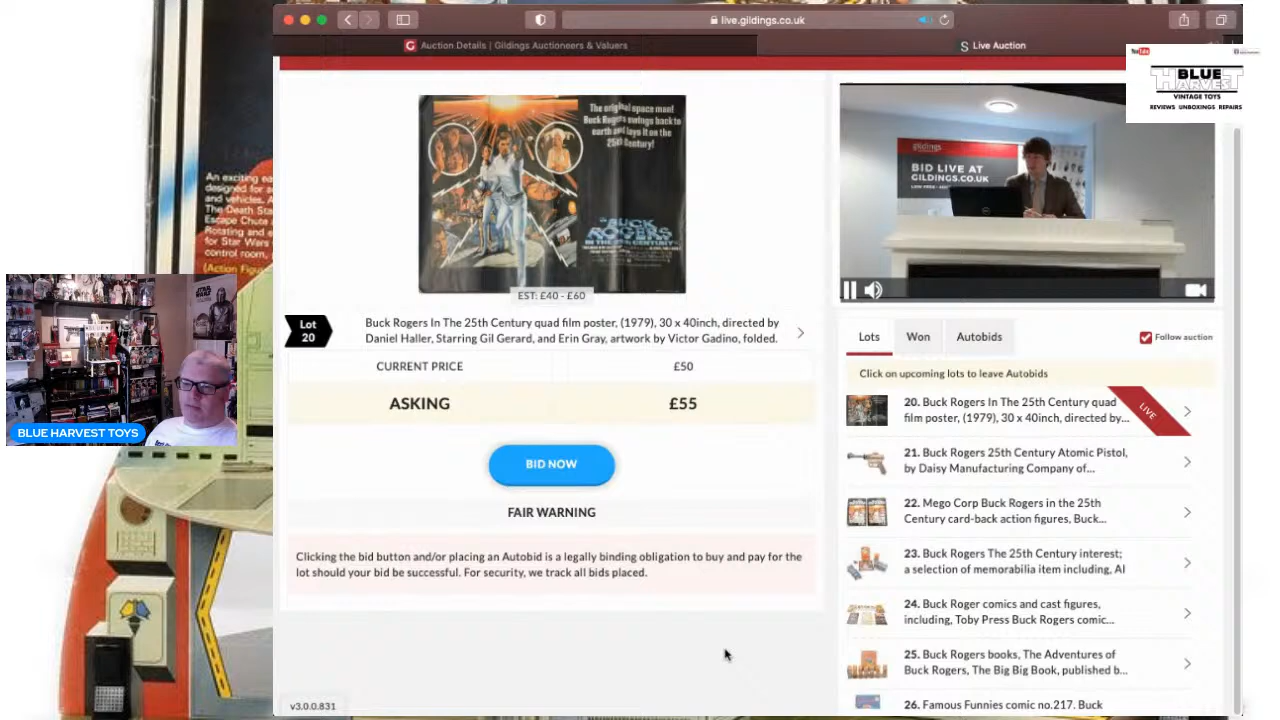 live.gildings.co.uk
G Auction Details | Gildings Auctioneers & Valuers
S Live Auction
YouTube
BLUE
HARVEST
VINTAGE TOYS
REVIEWS UNBOXINGS REPAIRS
The original space man!
Buck Rogers swings back to
earth and lays it on the
25th Century!
BUCK
ROGERS
IN THE 25TH CENTURY
EST: £40 - £60
Lot
20
Buck Rogers In The 25th Century quad film poster, (1979), 30 x 40inch, directed by
Daniel Haller, Starring Gil Gerard, and Erin Gray, artwork by Victor Gadino, folded.
CURRENT PRICE
£50
ASKING
£55
BID NOW
FAIR WARNING
Clicking the bid button and/or placing an Autobid is a legally binding obligation to buy and pay for the
lot should your bid be successful. For security, we track all bids placed.
v3.0.0.831
gildings
BID LIVE AT
GILDINGS.CO.UK
Lots
Won
Autobids
Follow auction
Click on upcoming lots to leave Autobids
20. Buck Rogers In The 25th Century quad
film poster, (1979), 30 x 40inch, directed by...
LIVE
21. Buck Rogers 25th Century Atomic Pistol,
by Daisy Manufacturing Company of...
22. Mego Corp Buck Rogers in the 25th
Century card-back action figures, Buck...
23. Buck Rogers The 25th Century interest;
a selection of memorabilia item including, Al
24. Buck Roger comics and cast figures,
including, Toby Press Buck Rogers comic...
25. Buck Rogers books, The Adventures of
Buck Rogers, The Big Big Book, published b...
26. Famous Funnies comic no.217. Buck
An exciting
designed for
and vehicles. A
The Death Sta
Escape Chute
Rotating and e
for Star Wars
control room,
(Action Figu
STAR
WARS
BLUE HARVEST TOYS